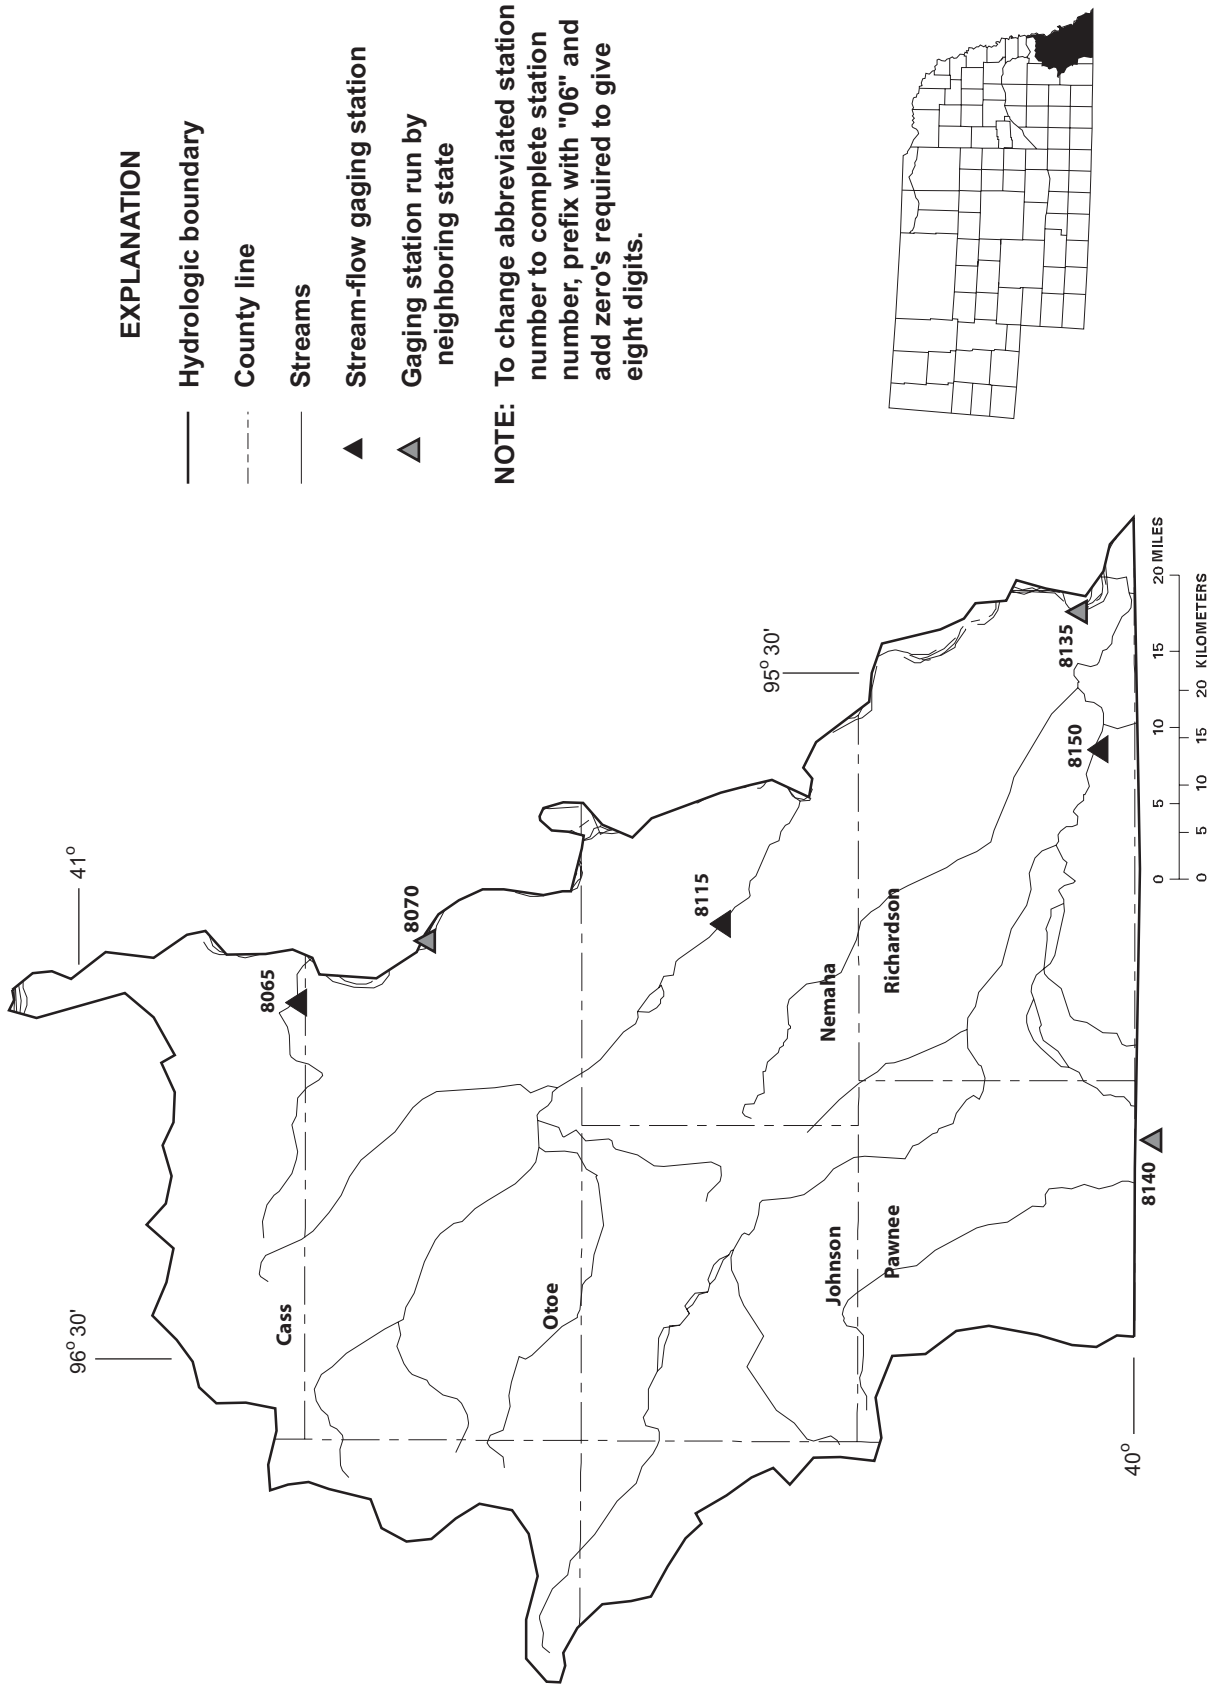 EXPLANATION
Hydrologic boundary
County line
Streams
Stream-flow gaging station
Gaging station run by
neighboring state
NOTE: To change abbreviated station
number to complete station
number, prefix with "06" and
add zero's required to give
eight digits.
96° 30'
41°
95° 30'
40°
8065
8070
8115
8135
8150
8140
Cass
Otoe
Nemaha
Johnson
Richardson
Pawnee
0 5 10 15 20 MILES
0 5 10 15 20 KILOMETERS